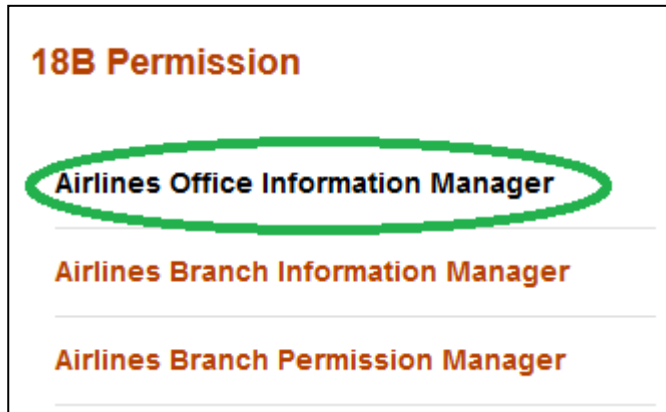 18B Permission
Airlines Office Information Manager
Airlines Branch Information Manager
Airlines Branch Permission Manager